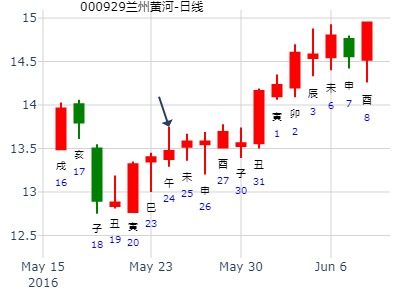 000929兰州黄河-日线
15
14.5
14
13.5
13
12.5
戌
16
亥
17
子
18
丑
19
寅
20
巳
23
午
24
未
25
申
26
酉
27
子
30
丑
31
寅
1
卯
2
辰
3
未
6
申
7
酉
8
May 15
2016
May 23
May 30
Jun 6